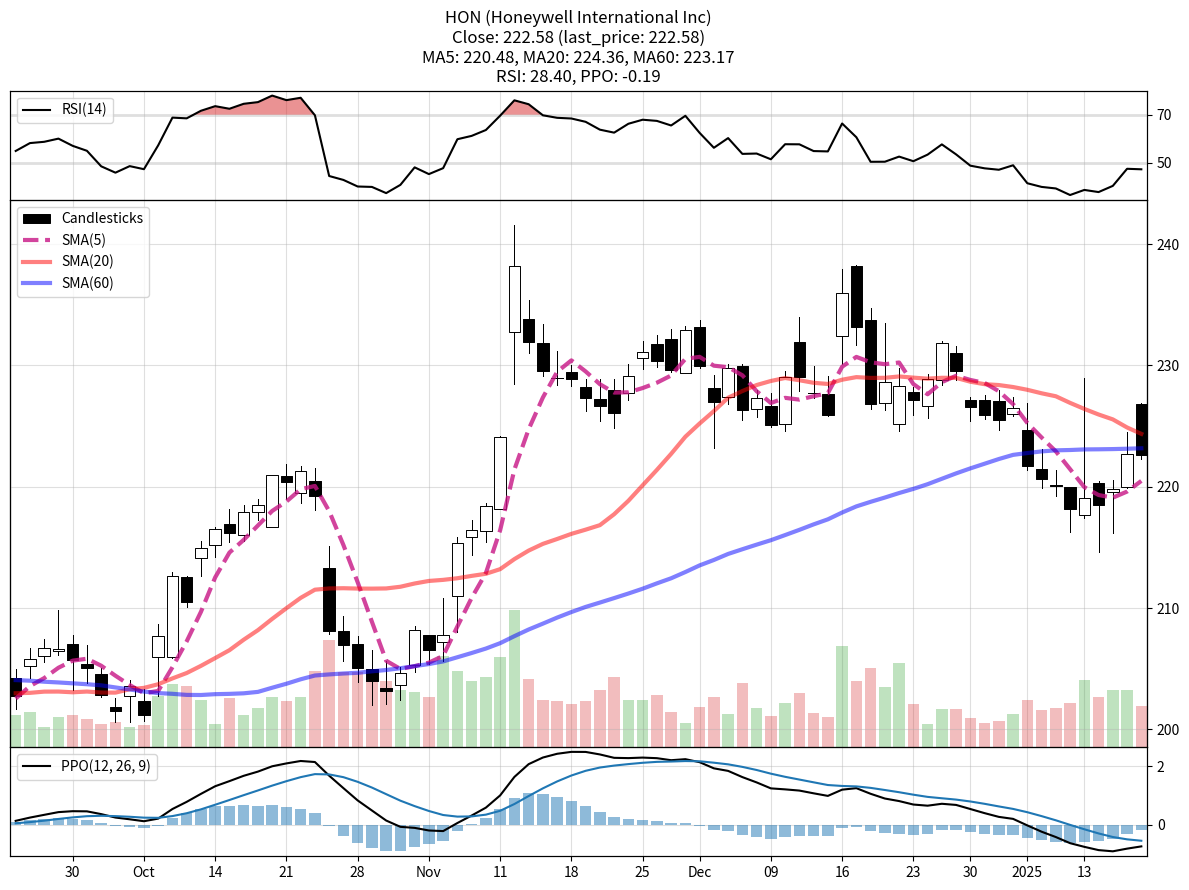 HON (Honeywell International Inc)
Close: 222.58 (last_price: 222.58)
MA5: 220.48, MA20: 224.36, MA60: 223.17
RSI: 28.40, PPO: -0.19
RSI(14)
70
50
Candlesticks
SMA(5)
SMA(20)
SMA(60)
240
230
220
210
200
PPO(12, 26, 9)
2
0
30 Oct 14 21 28 Nov 11 18 25 Dec 09 16 23 30 2025 13